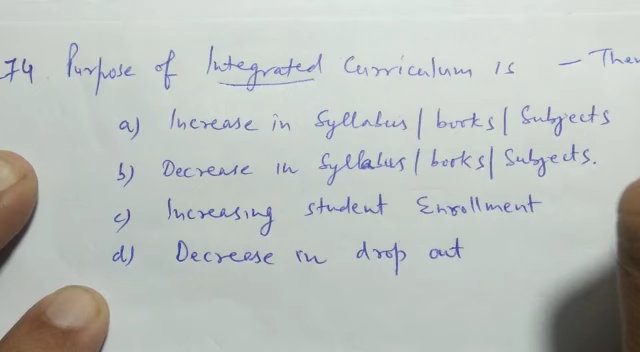 74 Purpose of Integrated Curriculum is -
a) Increase in Syllabus / books / Subjects
b) Decrease in Syllabus / books / Subjects.
c) Increasing student Enrollment
d) Decrease in drop out